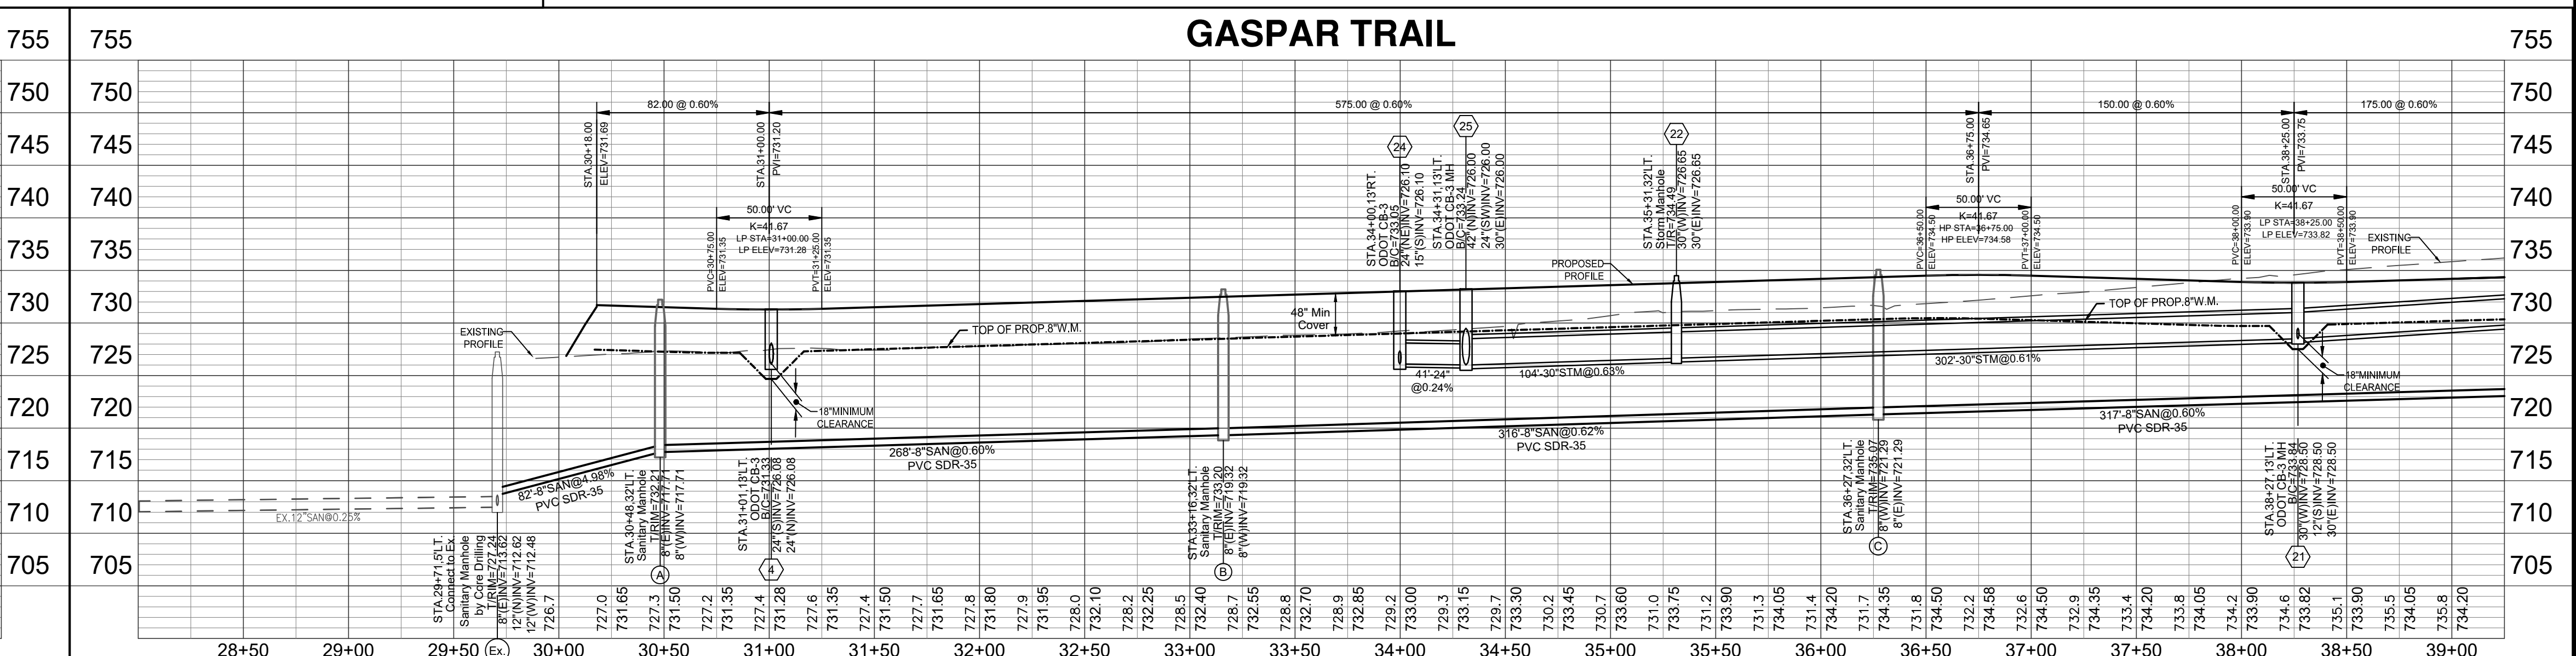 GASPAR TRAIL
755 755 755
750 750 750
745 745 745
740 740 740
735 735 735
730 730 730
725 725 725
720 720 720
715 715 715
710 710 710
705 705 705
82.00 @ 0.60%
575.00 @ 0.60%
150.00 @ 0.60%
175.00 @ 0.60%
STA.30+18.00
ELEV=731.69
STA.31+00.00
PVI=731.20
50.00' VC
K=41.67
LP STA=31+00.00
LP ELEV=731.28
PVC=30+75.00
ELEV=731.35
PVT=31+25.00
ELEV=731.35
24
STA.34+00,13'RT.
ODOT CB-3
B/C=733.05
24"(NE)INV=726.10
15"(S)INV=726.10
25
STA.34+31,13'LT.
ODOT CB-3 MH
B/C=733.24
42"(N)INV=726.00
24"(SW)INV=726.00
30"(E)INV=726.00
22
STA.35+31,32'LT.
Storm Manhole
T/R=734.49
30"(W)INV=726.65
30"(E)INV=726.65
STA.36+75.00
PVI=734.65
50.00' VC
K=41.67
HP STA=36+75.00
HP ELEV=734.58
PVC=36+50.00
ELEV=734.50
PVT=37+00.00
ELEV=734.50
STA.38+25.00
PVI=733.75
50.00' VC
K=41.67
LP STA=38+25.00
LP ELEV=733.82
PVC=38+00.00
ELEV=733.90
PVT=38+50.00
ELEV=733.90
EXISTING
PROFILE
PROPOSED
PROFILE
EXISTING
PROFILE
TOP OF PROP.8"W.M.
TOP OF PROP.8"W.M.
48" Min
Cover
18"MINIMUM
CLEARANCE
18"MINIMUM
CLEARANCE
41'-24"
@0.24%
104'-30"STM@0.63%
302'-30"STM@0.61%
EX.12"SAN@0.25%
82'-8"SAN@4.98%
PVC SDR-35
268'-8"SAN@0.60%
PVC SDR-35
316'-8"SAN@0.62%
PVC SDR-35
317'-8"SAN@0.60%
PVC SDR-35
STA.29+71,5'LT.
Connect to Ex.
Sanitary Manhole
by Core Drilling
T/RIM=727.24
8"(E)INV=713.62
12"(N)INV=712.62
12"(W)INV=712.48
Ex.
STA.30+48,32'LT.
Sanitary Manhole
T/RIM=732.21
8"(E)INV=717.71
8"(W)INV=717.71
A
STA.31+01,13'LT.
ODOT CB-3
B/C=731.33
24"(S)INV=726.08
24"(N)INV=726.08
4
STA.33+16,32'LT.
Sanitary Manhole
T/RIM=733.20
8"(E)INV=719.32
8"(W)INV=719.32
B
STA.36+27,32'LT.
Sanitary Manhole
T/RIM=735.07
8"(W)INV=721.29
8"(E)INV=721.29
C
STA.38+27,13'LT.
ODOT CB-3 MH
B/C=733.84
30"(W)INV=728.50
12"(S)INV=728.50
30"(E)INV=728.50
21
726.7
727.0 731.65
727.3 731.50
727.2 731.35
727.4 731.28
727.6 731.35
727.4 731.50
727.7 731.65
727.8 731.80
727.9 731.95
728.0 732.10
728.2 732.25
728.5 732.40
728.7 732.55
728.8 732.70
728.9 732.85
729.2 733.00
729.3 733.15
729.7 733.30
730.2 733.45
730.7 733.60
731.0 733.75
731.2 733.90
731.3 734.05
731.4 734.20
731.7 734.35
731.8 734.50
732.2 734.58
732.6 734.50
732.9 734.35
733.4 734.20
733.8 734.05
734.2 733.90
734.6 733.82
735.1 733.90
735.5 734.05
735.8 734.20
28+50 29+00 29+50 30+00 30+50 31+00 31+50 32+00 32+50 33+00 33+50 34+00 34+50 35+00 35+50 36+00 36+50 37+00 37+50 38+00 38+50 39+00